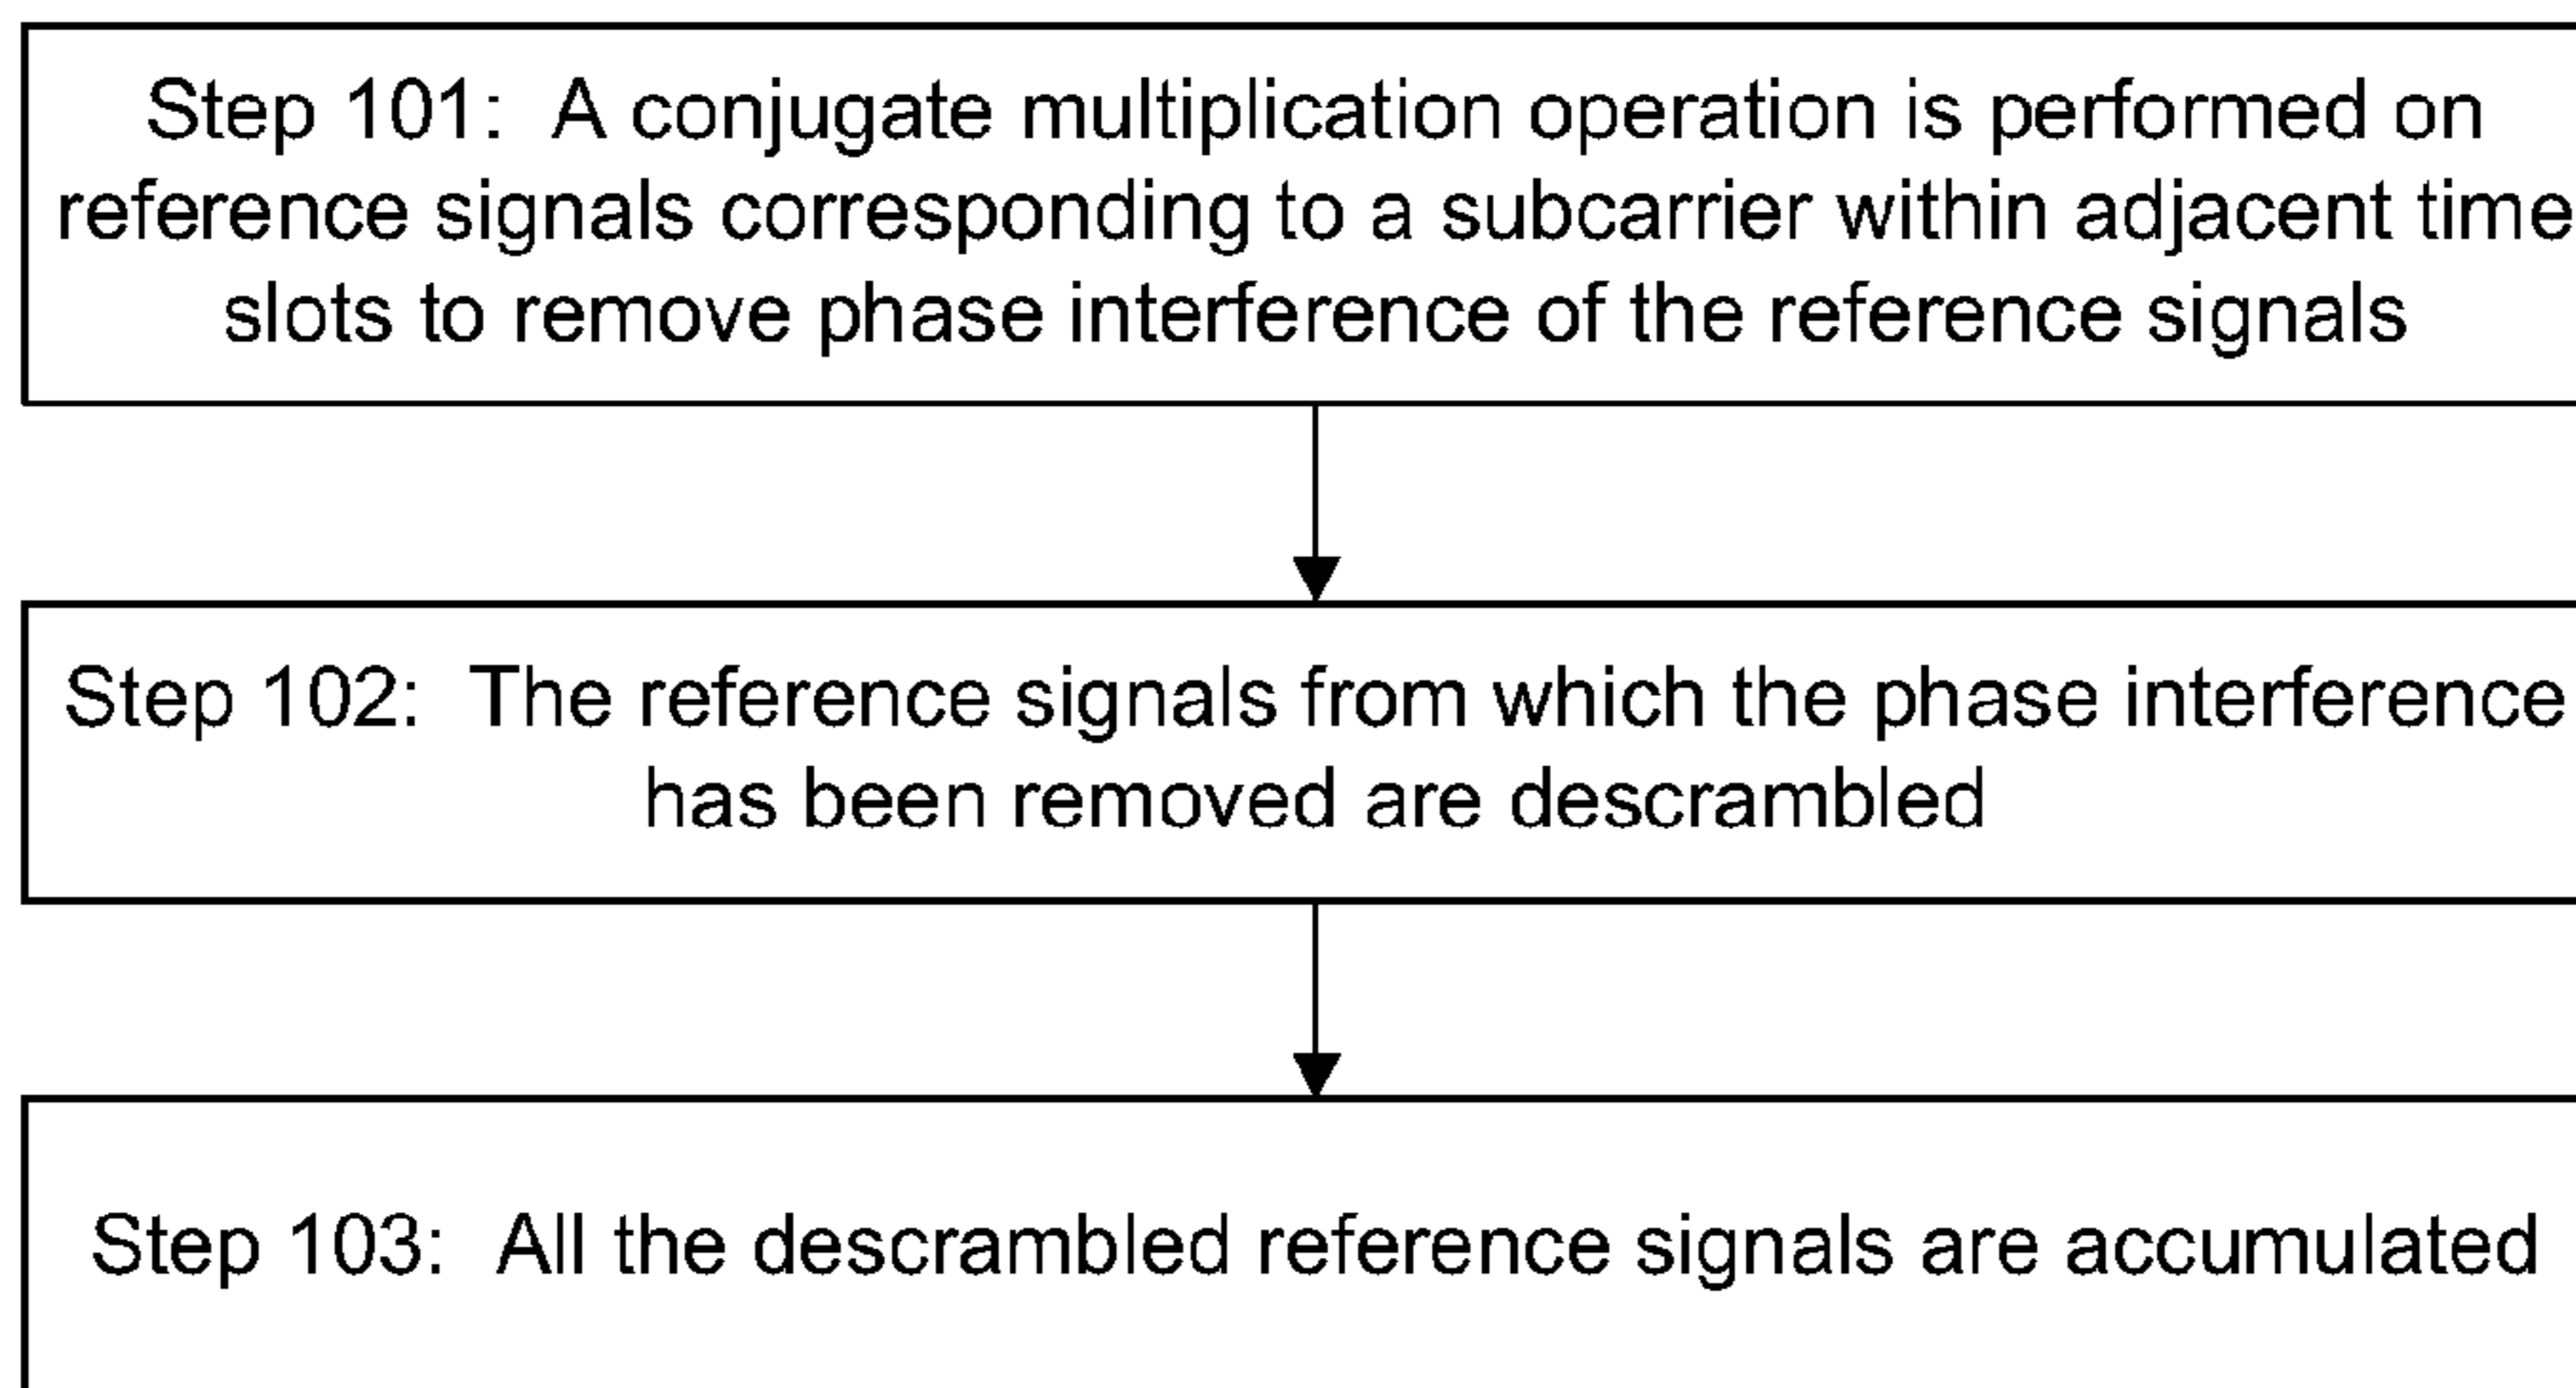 Step 101: A conjugate multiplication operation is performed on
reference signals corresponding to a subcarrier within adjacent time
slots to remove phase interference of the reference signals
Step 102: The reference signals from which the phase interference
has been removed are descrambled
Step 103: All the descrambled reference signals are accumulated